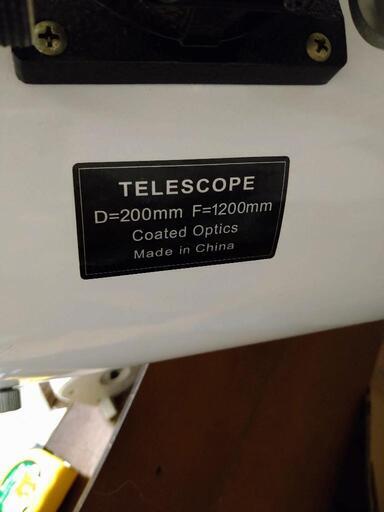 TELESCOPE
D=200mm F=1200mm
Coated Optics
Made in China